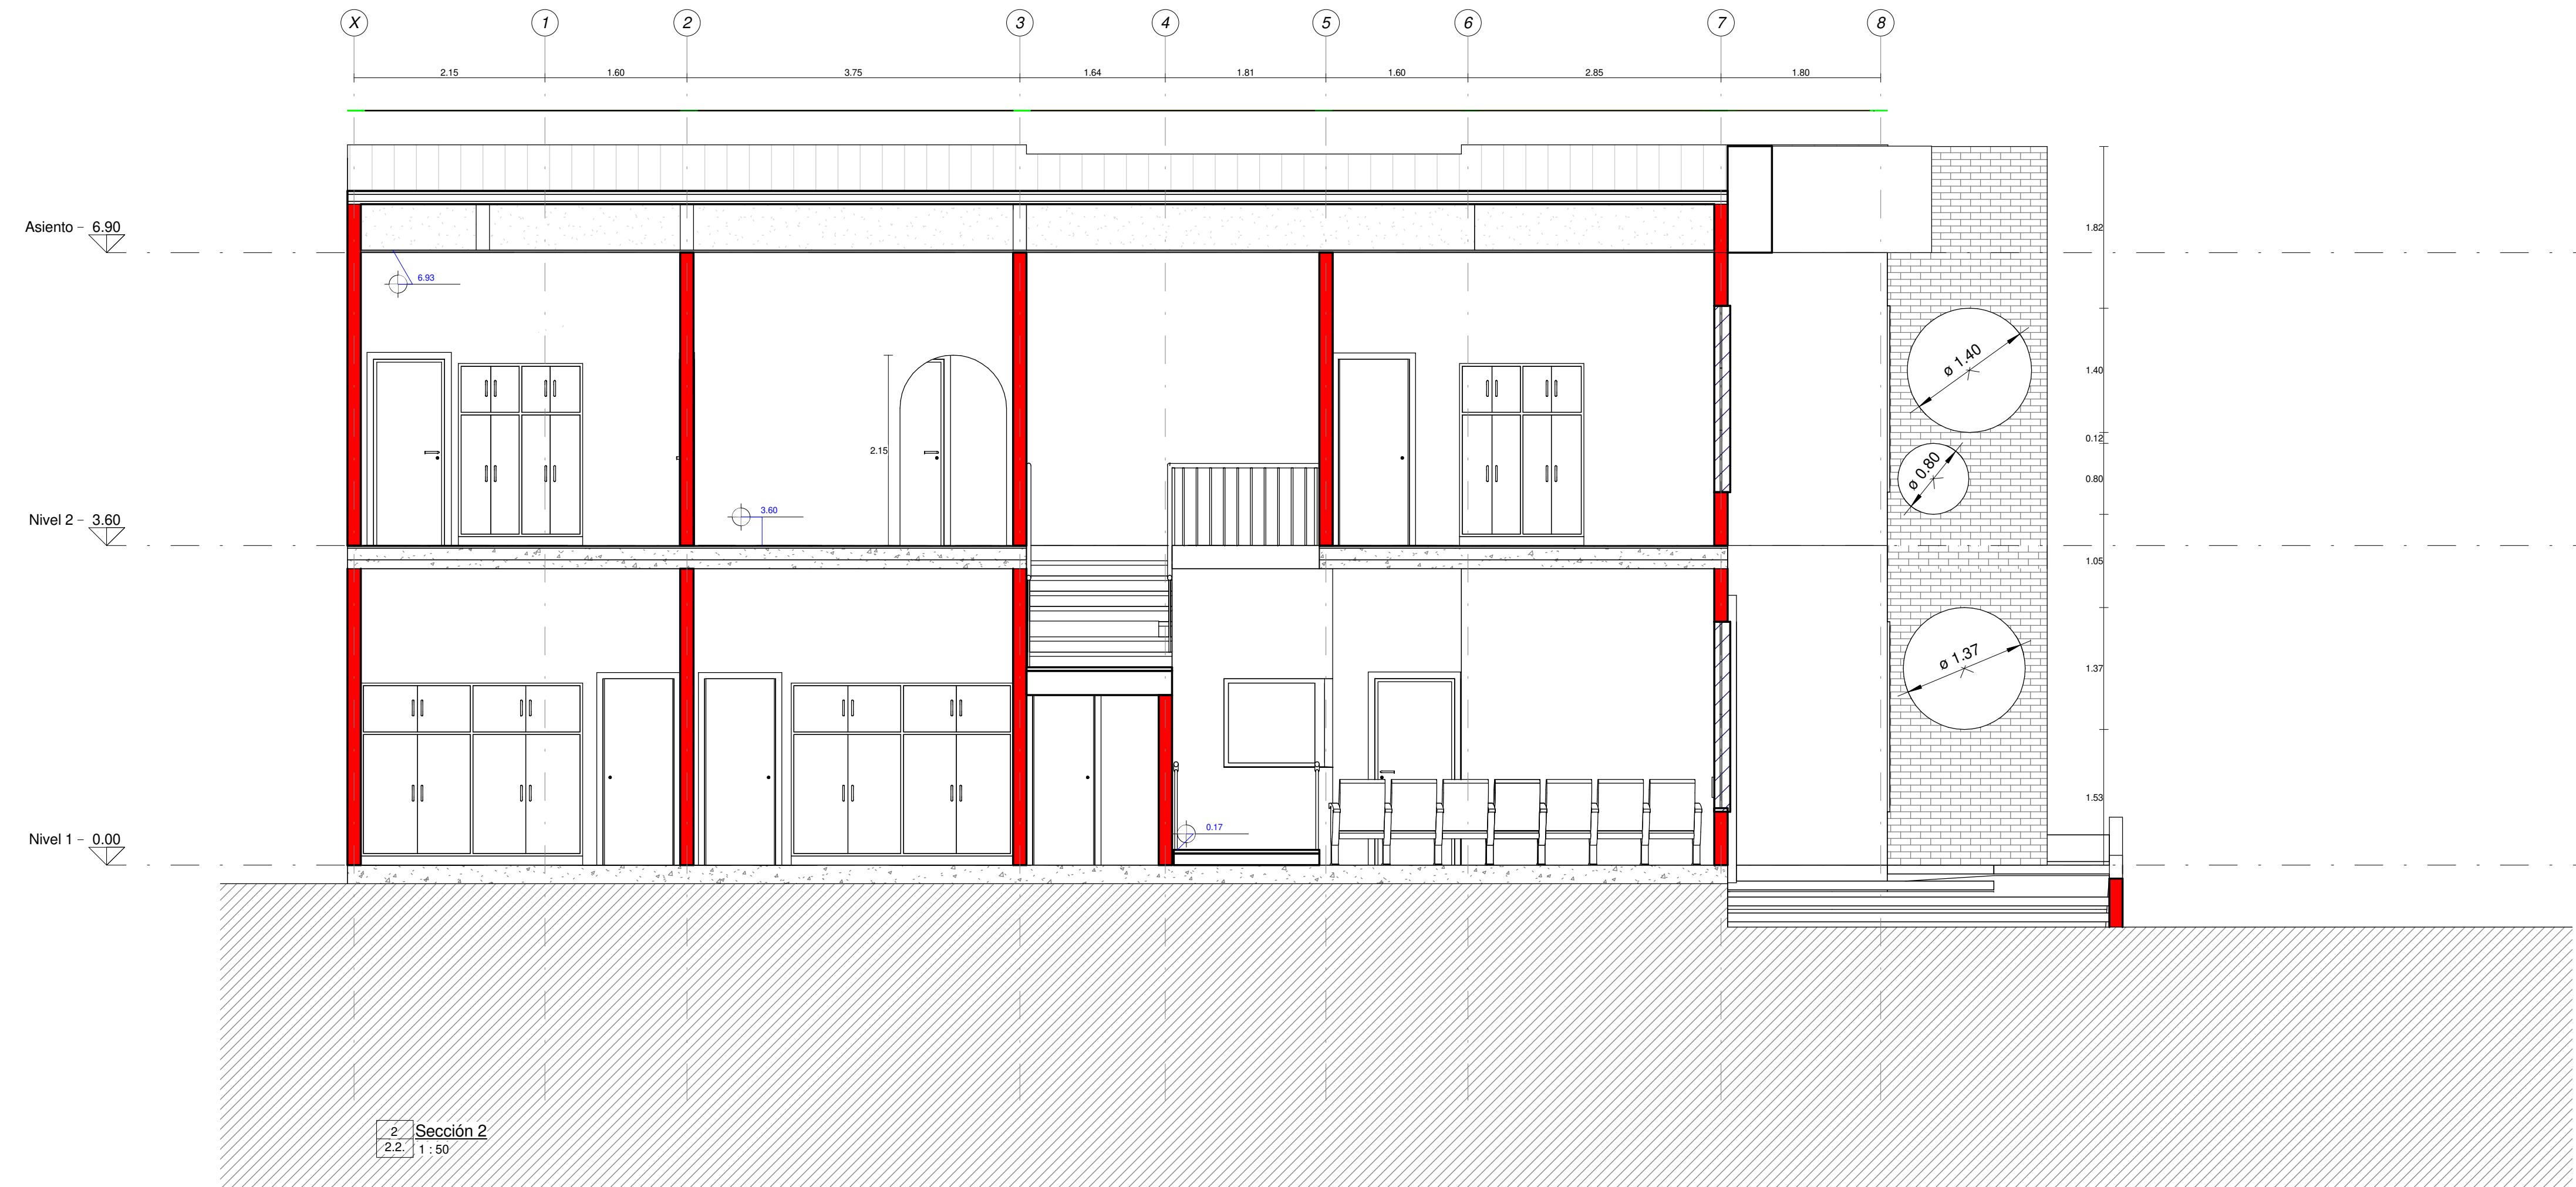 X 1 2 3 4 5 6 7 8
2.15 1.60 3.75 1.64 1.81 1.60 2.85 1.80
Asiento – 6.90
1.82
6.93
ø 1.40
1.40
0.12
2.15
ø 0.80
0.80
Nivel 2 – 3.60
3.60
1.05
ø 1.37
1.37
1.53
0.17
Nivel 1 – 0.00
2 Sección 2
2.2. 1 : 50